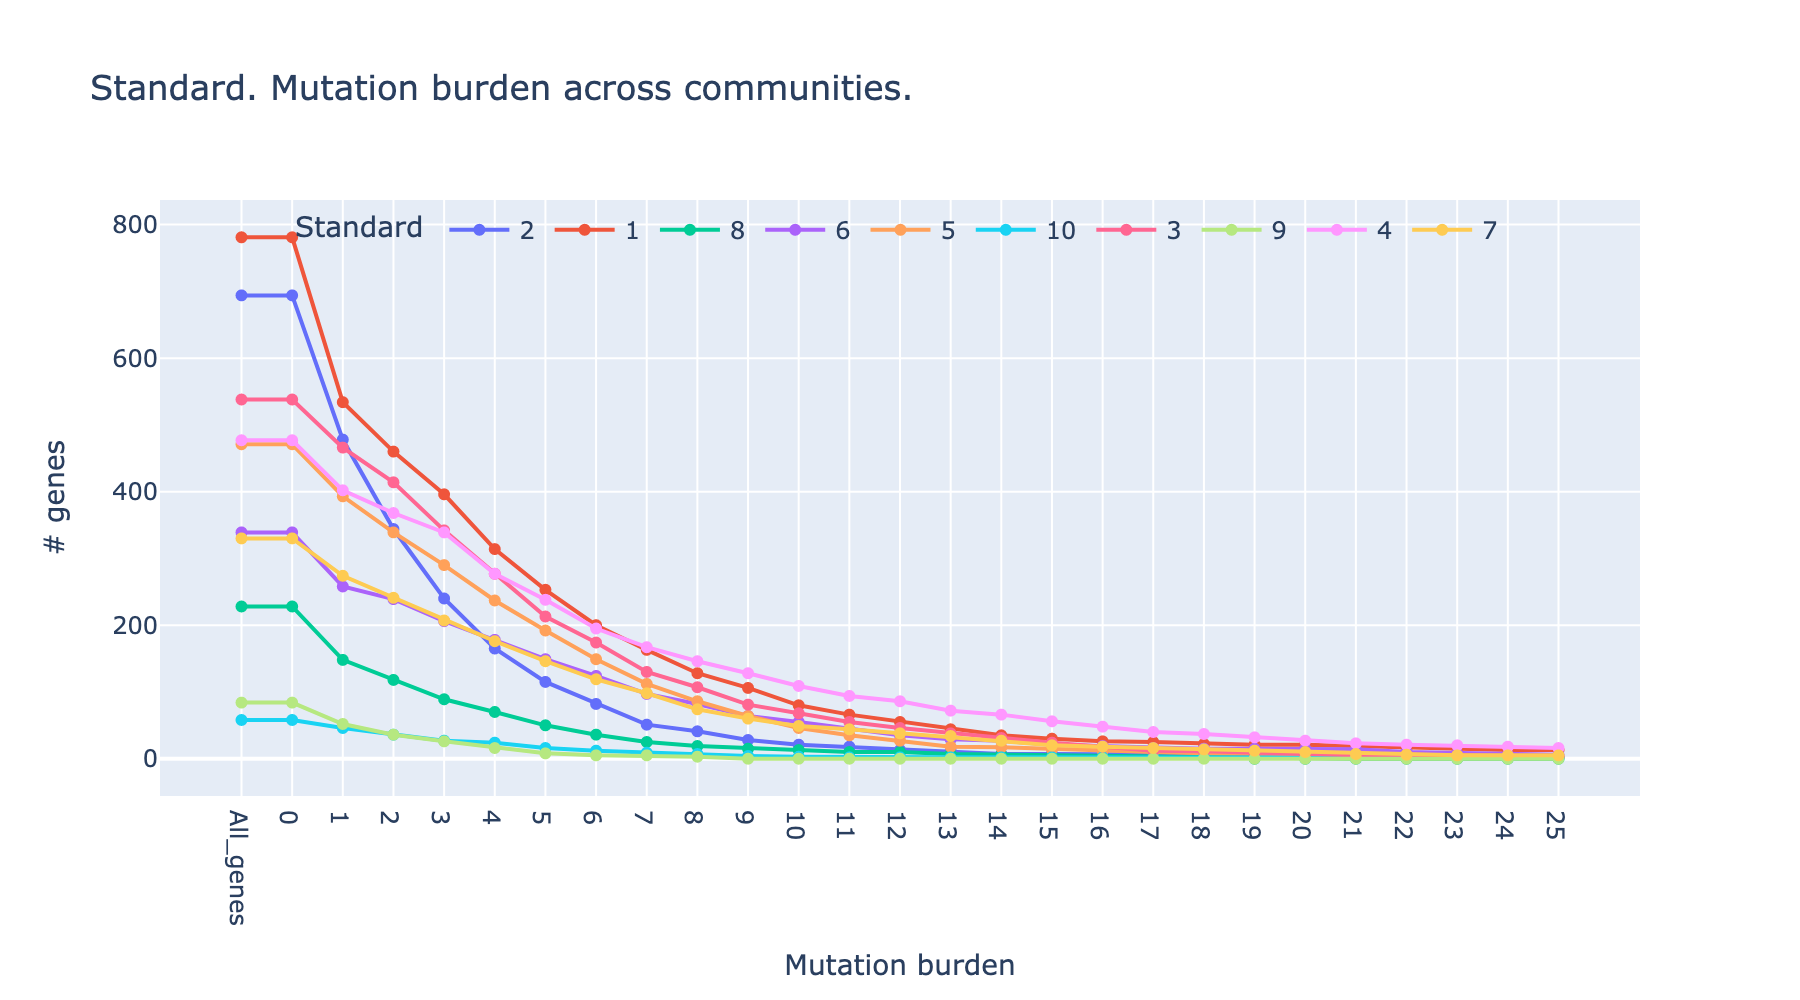 Standard. Mutation burden across communities.
Standard 2 1 8 6 5 10 3 9 4 7
800
600
400
200
0
# genes
All_genes 0 1 2 3 4 5 6 7 8 9 10 11 12 13 14 15 16 17 18 19 20 21 22 23 24 25
Mutation burden